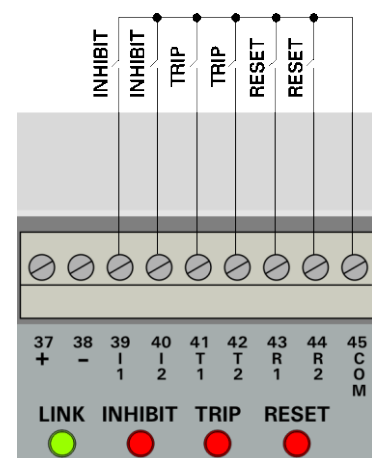 INHIBIT INHIBIT TRIP TRIP RESET RESET
37 38 39 40 41 42 43 44 45
+ – I I T T R R C
1 2 1 2 1 2 O
M
LINK INHIBIT TRIP RESET